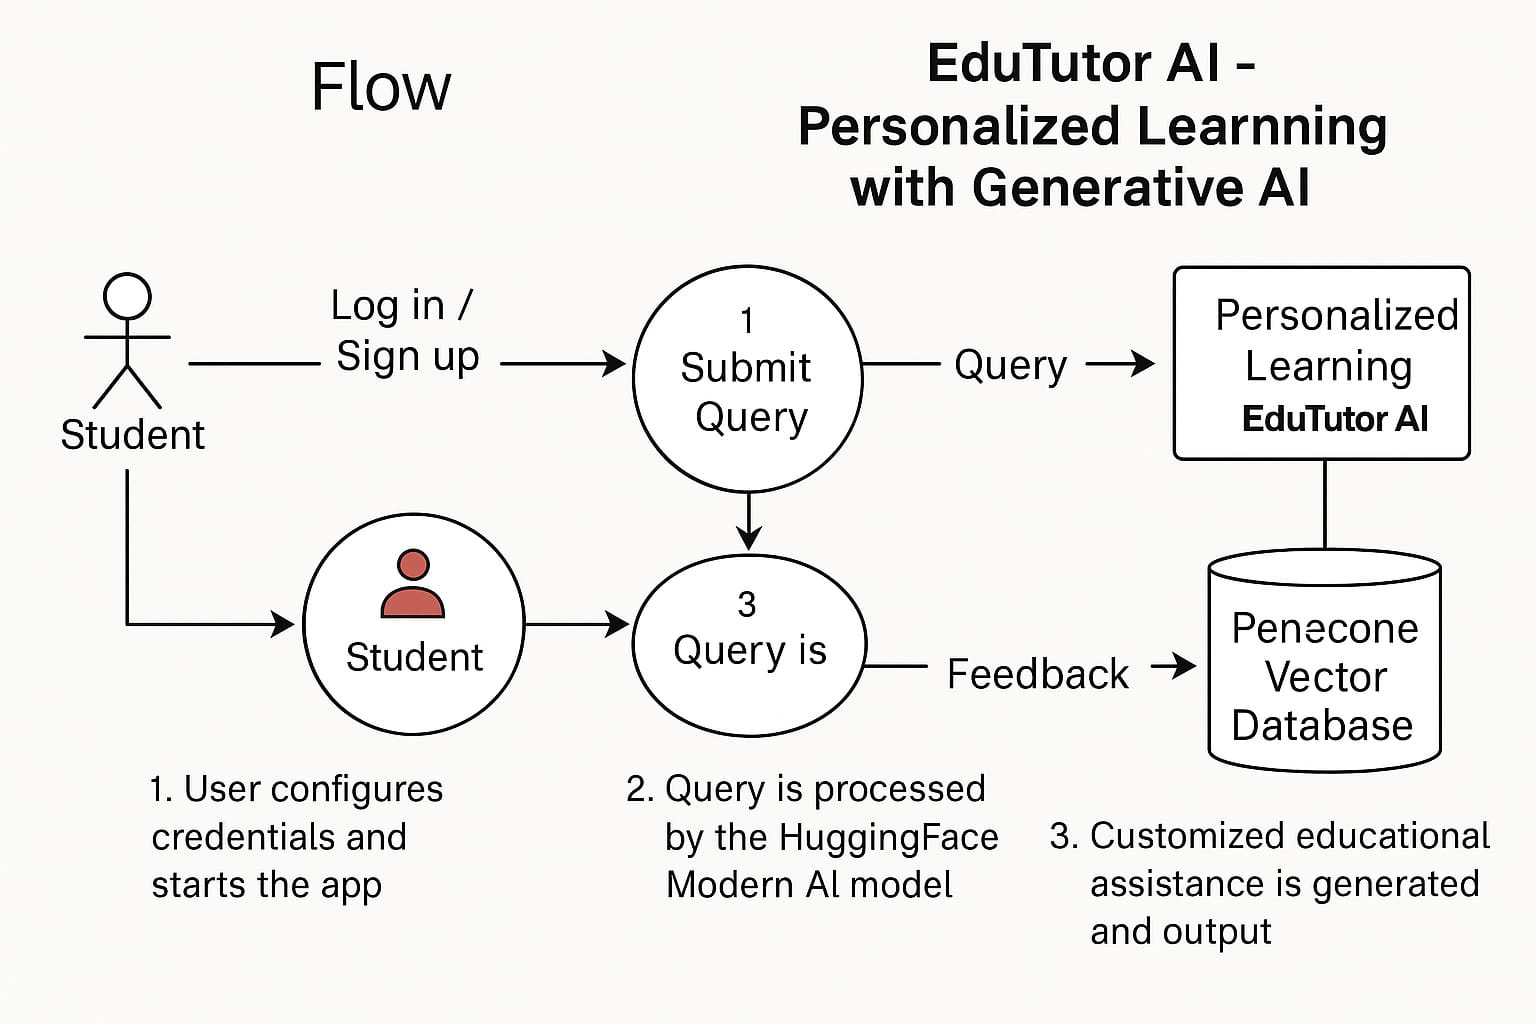 Flow
EduTutor AI –
Personalized Learnning
with Generative AI
Log in /
Sign up
Student
1
Submit
Query
Query
Personalized
Learning
EduTutor AI
Student
3
Query is
Feedback
Penəcone
Vector
Database
1. User configures
credentials and
starts the app
2. Query is processed
by the HuggingFace
Modern Al model
3. Customized educational
assistance is generated
and output